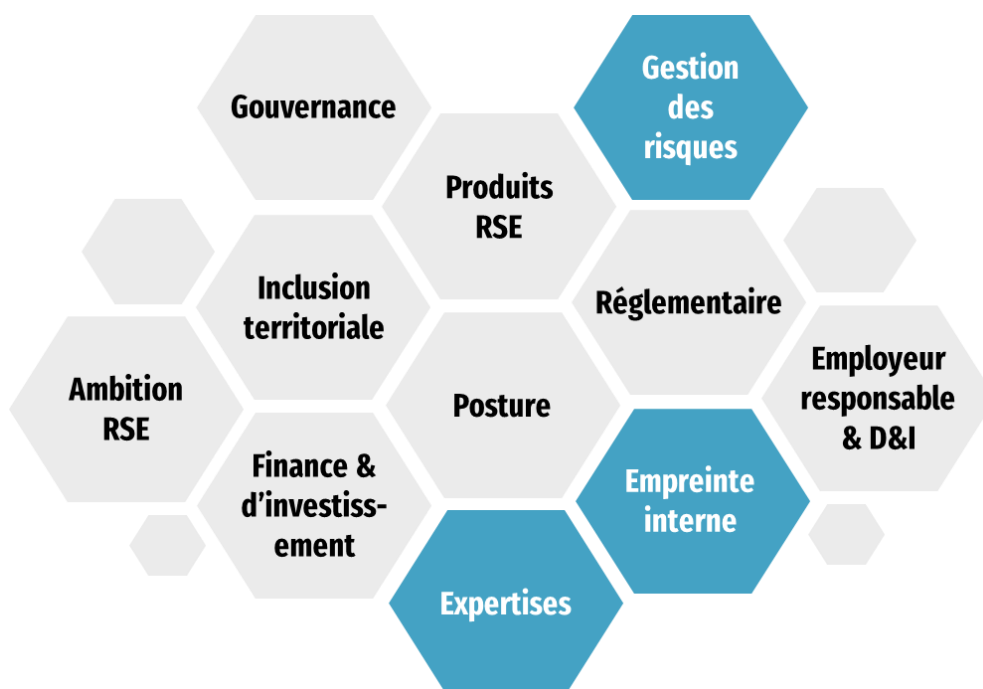 Gouvernance
Gestion
des
risques
Produits
RSE
Inclusion
territoriale
Réglementaire
Ambition
RSE
Posture
Employeur
responsable
& D&I
Finance &
d’investiss-
ement
Empreinte
interne
Expertises